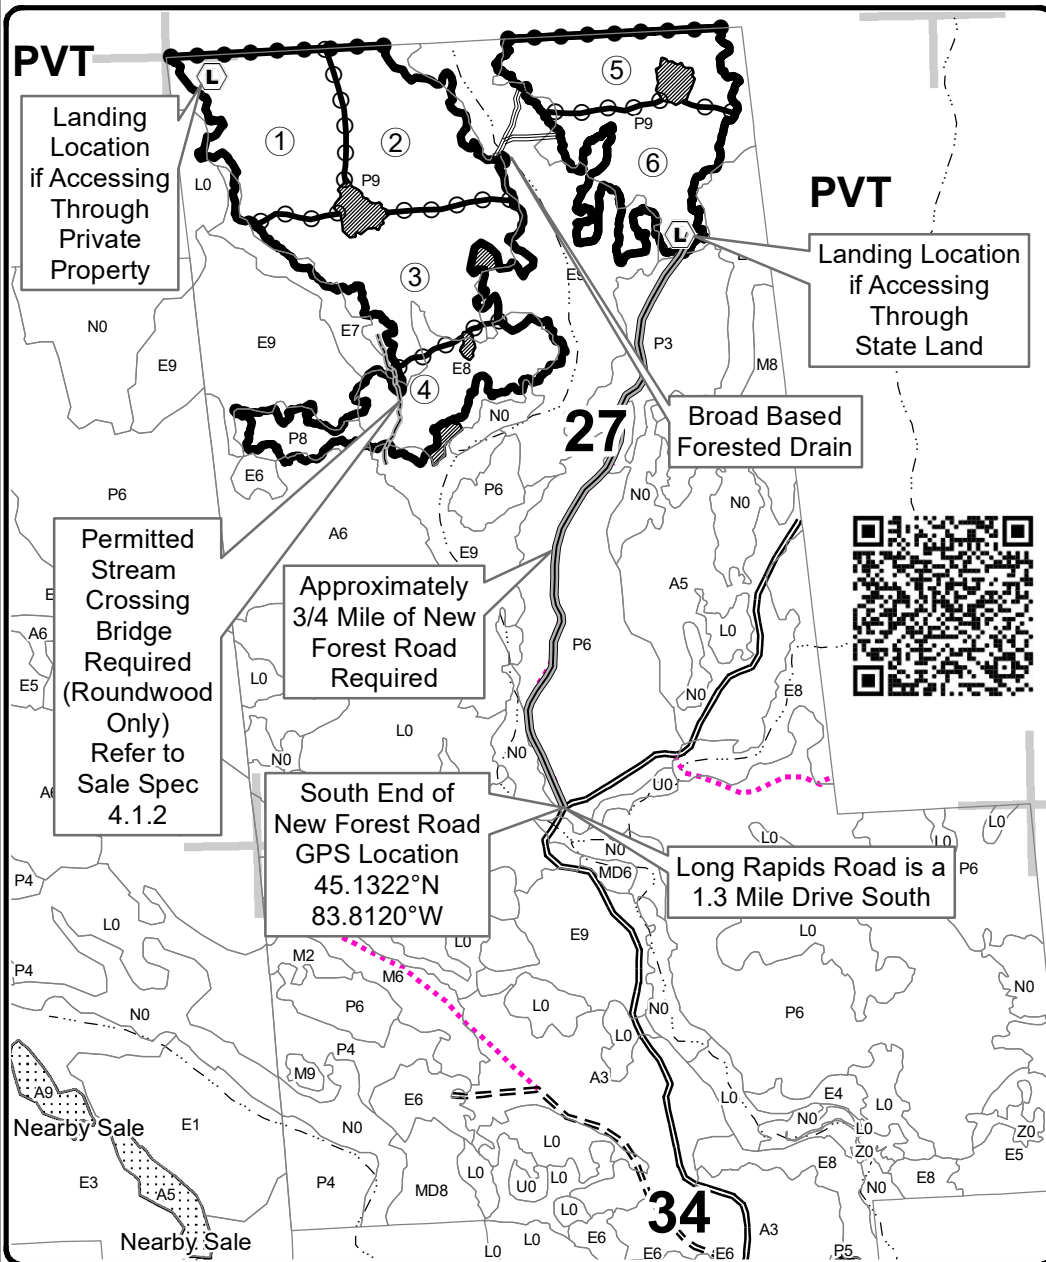 PVT
L
Landing
Location
if Accessing
Through
Private
Property
1
2
P9
3
4
5
P9
6
L
PVT
Landing Location
if Accessing
Through
State Land
L0
N0
E9
E9
E7
E8
P8
E6
N0
P6
P6
A6
E9
P3
M8
27
Broad Based
Forested Drain
N0
N0
A5
L0
N0
E8
P6
Permitted
Stream
Crossing
Bridge
Required
(Roundwood
Only)
Refer to
Sale Spec
4.1.2
Approximately
3/4 Mile of New
Forest Road
Required
A6
E5
L0
L0
N0
N0
U0
South End of
New Forest Road
GPS Location
45.1322°N
83.8120°W
Long Rapids Road is a
1.3 Mile Drive South
N0
MD6
L0
L0
L0
P6
P4
L0
P4
N0
M2
L0
M6
P6
P4
M9
E9
L0
L0
N0
A3
L0
L0
P6
N0
E4
N0
L0
L0
Z0
Z0
E5
E8
E8
N0
A9
Nearby Sale
E1
E3
A5
Nearby Sale
N0
P4
E6
MD8
L0
L0
U0
L0
L0
L0
L0
E6
34
E6
E6
A3
P5